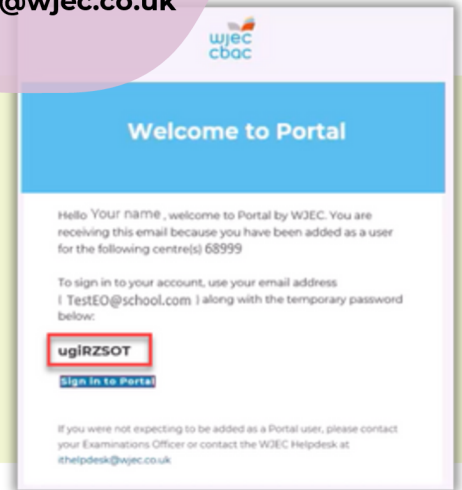 @wjec.co.uk
wjec
cbac
Welcome to Portal
Hello Your name , welcome to Portal by WJEC. You are
receiving this email because you have been added as a user
for the following centre(s) 68999
To sign in to your account, use your email address
( TestEO@school.com ) along with the temporary password
below:
ugiRZSOT
Sign in to Portal
If you were not expecting to be added as a Portal user, please contact
your Examinations Officer or contact the WJEC Helpdesk at
ithelpdesk@wjec.co.uk